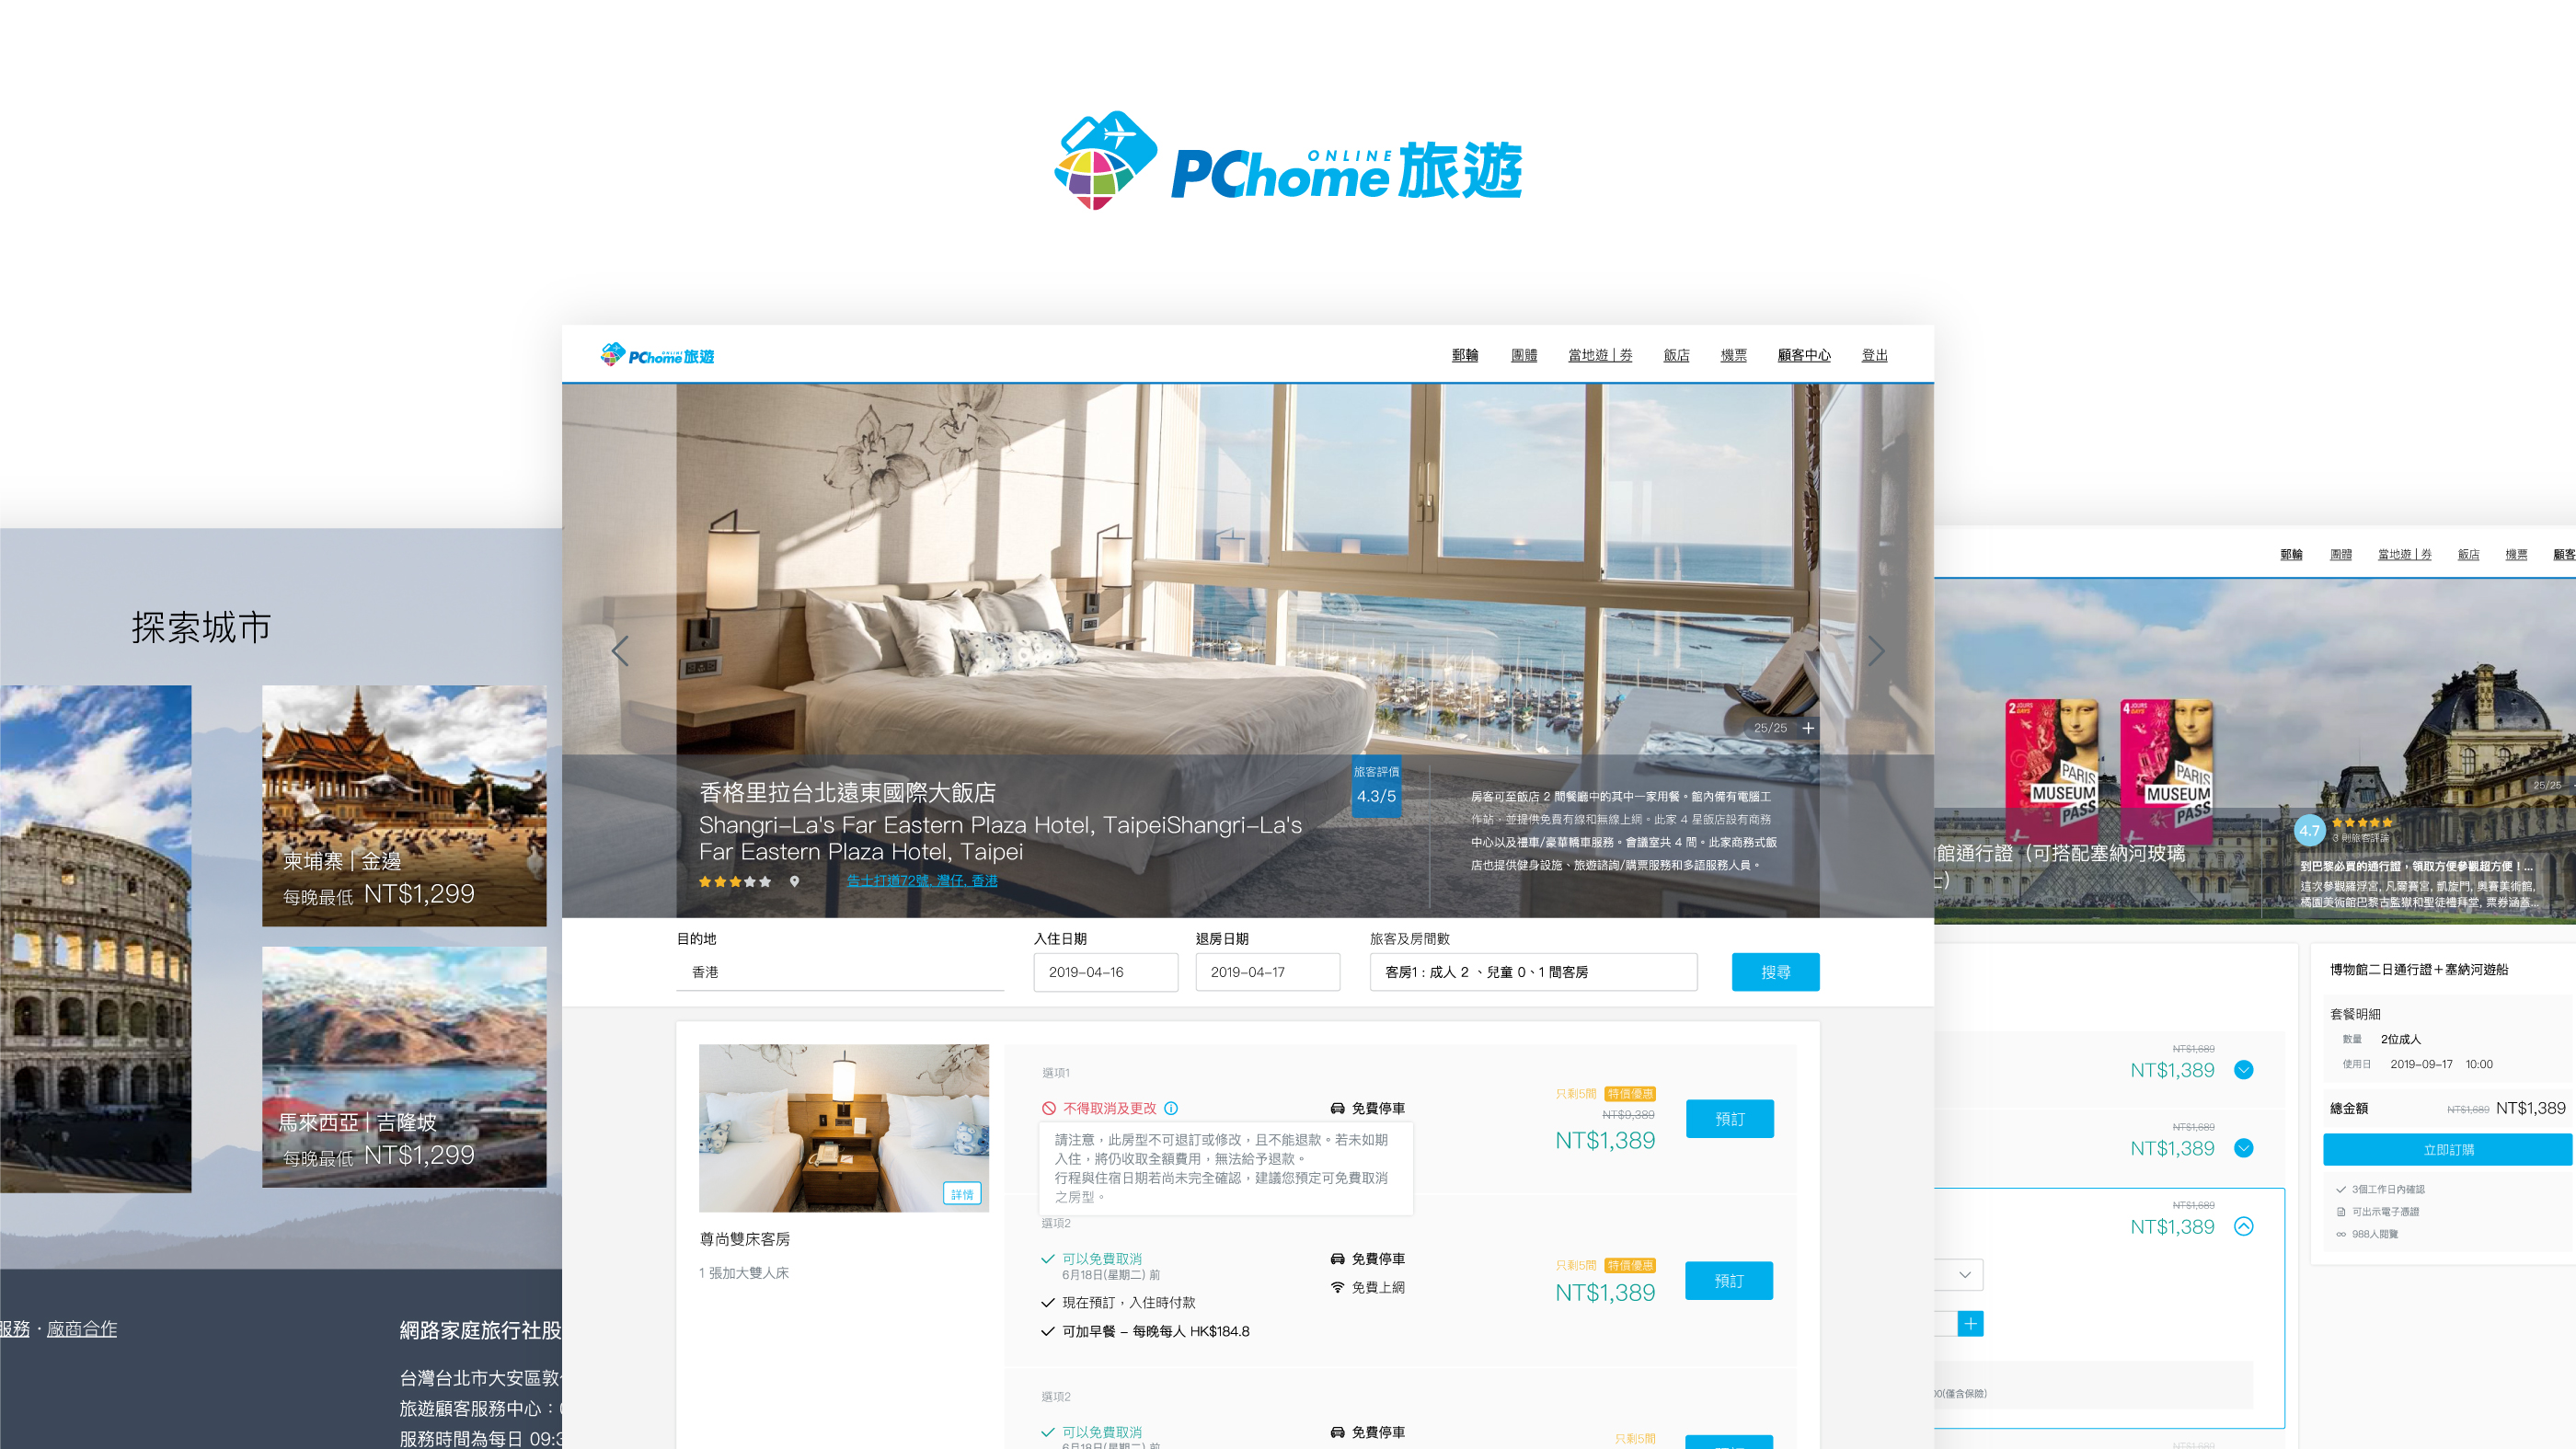 ONLINE
PChome旅遊
PChome旅遊
郵輪 團體 當地遊 | 券 飯店 機票 顧客中心 登出
25/25
香格里拉台北遠東國際大飯店
Shangri-La's Far Eastern Plaza Hotel, TaipeiShangri-La's
Far Eastern Plaza Hotel, Taipei
告士打道72號, 灣仔, 香港
旅客評價
4.3/5
房客可至飯店 2 間餐廳中的其中一家用餐。館內備有電腦工
作站，並提供免費有線和無線上網。此家 4 星飯店設有商務
中心以及禮車/豪華轎車服務。會議室共 4 間。此家商務式飯
店也提供健身設施、旅遊諮詢/購票服務和多語服務人員。
目的地 入住日期 退房日期 旅客及房間數
香港 2019-04-16 2019-04-17 客房1 : 成人 2 、兒童 0、1 間客房 搜尋
詳情
尊尚雙床客房
1 張加大雙人床
選項1
不得取消及更改 免費停車
請注意，此房型不可退訂或修改，且不能退款。若未如期
入住，將仍收取全額費用，無法給予退款。
行程與住宿日期若尚未完全確認，建議您預定可免費取消
之房型。
只剩5間 特價優惠
NT$9,389
NT$1,389
預訂
選項2
可以免費取消 免費停車
6月18日(星期二) 前
免費上網
現在預訂，入住時付款
可加早餐 – 每晚每人 HK$184.8
只剩5間 特價優惠
NT$1,389
預訂
選項2
可以免費取消 免費停車
6月18日(星期二) 前
只剩5間
探索城市
柬埔寨 | 金邊
每晚最低 NT$1,299
馬來西亞 | 吉隆坡
每晚最低 NT$1,299
服務 · 廠商合作
網路家庭旅行社股
台灣台北市大安區敦
旅遊顧客服務中心：
服務時間為每日 09:3
郵輪 團體 當地遊 | 券 飯店 機票 顧客
2 JOURS DAYS
PARIS
MUSEUM
PASS
4 JOURS DAYS
PARIS
MUSEUM
PASS
25/25
館通行證（可搭配塞納河玻璃
4.7
3 則旅客評論
到巴黎必買的通行證，領取方便參觀超方便！...
這次參觀羅浮宮, 凡爾賽宮, 凱旋門, 奧賽美術館,
橘園美術館巴黎古監獄和聖徒禮拜堂, 票券涵蓋...
NT$1,689
NT$1,389
NT$1,689
NT$1,389
NT$1,689
NT$1,389
00(僅含保險)
NT$1,689
博物館二日通行證＋塞納河遊船
套餐明細
數量 2位成人
使用日 2019-09-17 10:00
總金額 NT$1,689 NT$1,389
立即訂購
3個工作日內確認
可出示電子憑證
988人閱覽